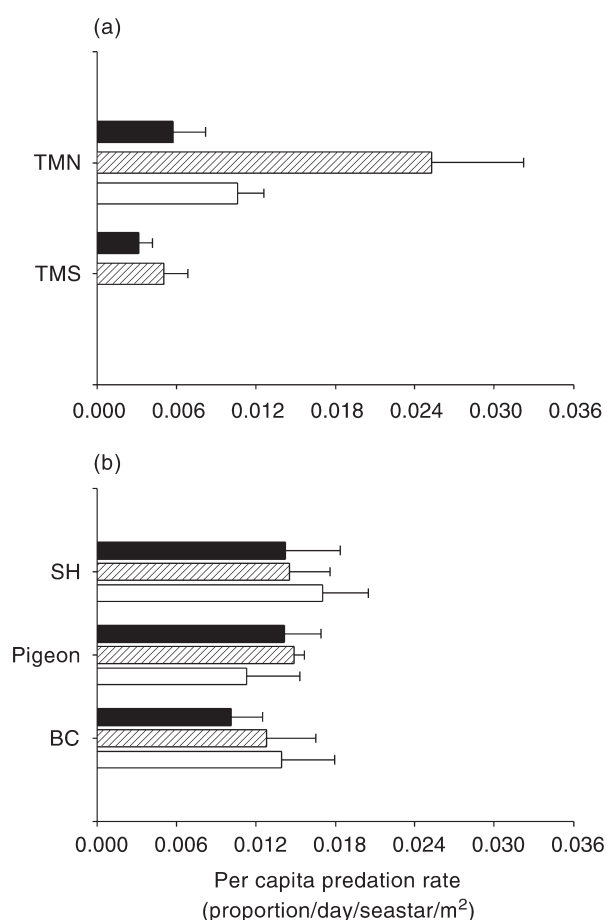 (a)
TMN
TMS
0.000 0.006 0.012 0.018 0.024 0.030 0.036
(b)
SH
Pigeon
BC
0.000 0.006 0.012 0.018 0.024 0.030 0.036
Per capita predation rate
(proportion/day/seastar/m²)